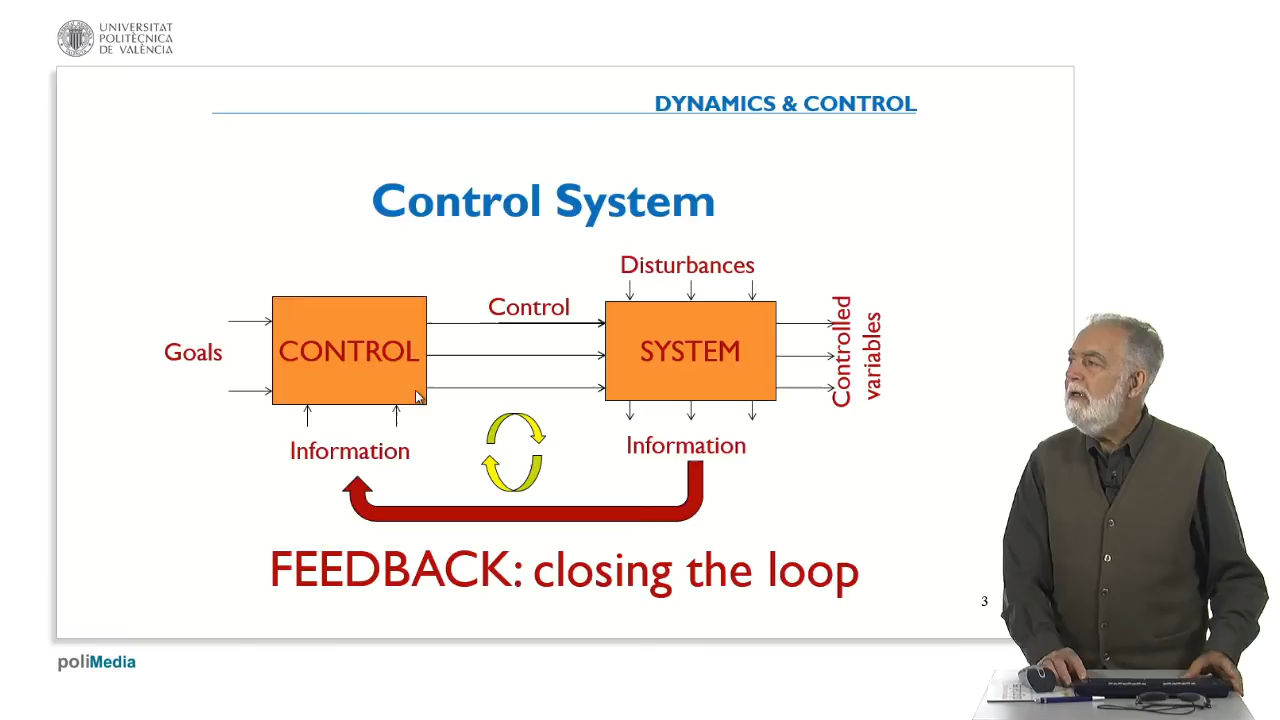 UNIVERSITAT
POLITÈCNICA
DE VALÈNCIA
DYNAMICS & CONTROL
Control System
Disturbances
Control
Goals
CONTROL
SYSTEM
Controlled
variables
Information
Information
FEEDBACK: closing the loop
3
poliMedia